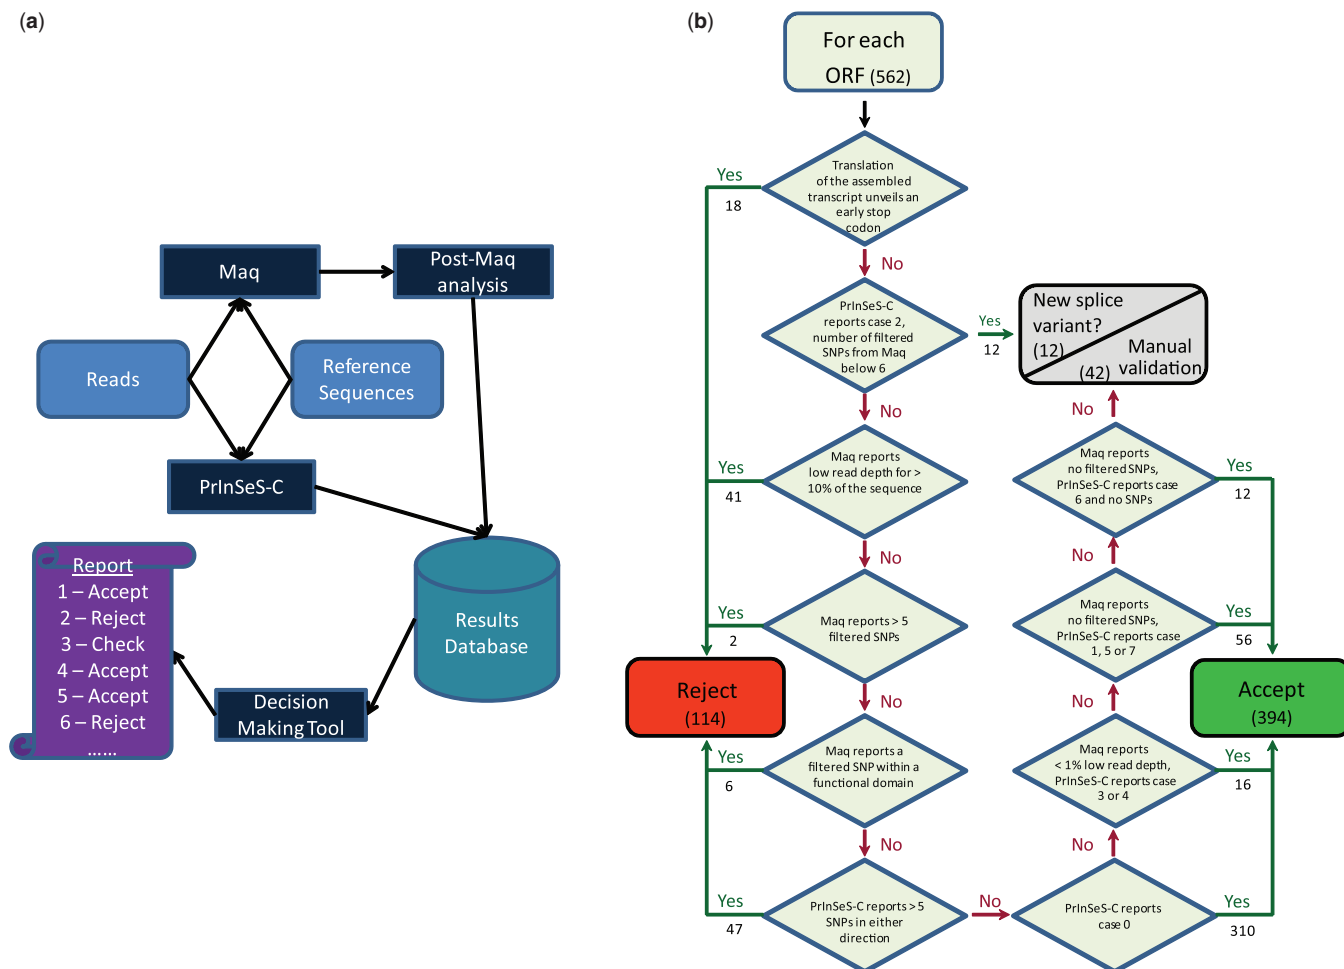 (a)
Maq
Post-Maq
analysis
Reads
Reference
Sequences
PrInSeS-C
Report
1 – Accept
2 – Reject
3 – Check
4 – Accept
5 – Accept
6 – Reject
......
Results
Database
Decision
Making Tool
(b)
For each
ORF (562)
Translation
of the assembled
transcript unveils an
early stop
codon
Yes
18
No
PrInSeS-C
reports case 2,
number of filtered
SNPs from Maq
below 6
Yes
12
New splice
variant?
(12)
Manual
validation
(42)
No
Maq reports
low read depth for >
10% of the sequence
Yes
41
No
Maq reports > 5
filtered SNPs
Yes
2
No
Reject
(114)
Maq reports a
filtered SNP within a
functional domain
Yes
6
No
PrInSeS-C reports > 5
SNPs in either
direction
Yes
47
No
PrInSeS-C reports
case 0
Yes
310
No
Maq reports
< 1% low read depth,
PrInSeS-C reports case
3 or 4
Yes
16
No
Maq reports
no filtered SNPs,
PrInSeS-C reports case
1, 5 or 7
Yes
56
No
Maq reports
no filtered SNPs,
PrInSeS-C reports case
6 and no SNPs
Yes
12
No
Accept
(394)